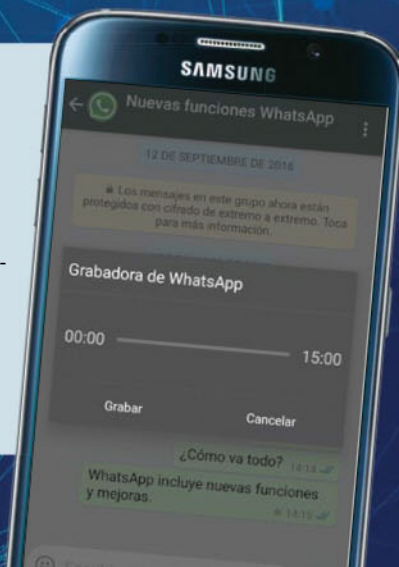 SAMSUNG
Nuevas funciones WhatsApp
12 DE SEPTIEMBRE DE 2016
Los mensajes en este grupo ahora están
protegidos con cifrado de extremo a extremo. Toca
para más información.
Grabadora de WhatsApp
00:00
15:00
Grabar
Cancelar
¿Cómo va todo? 14:14
WhatsApp incluye nuevas funciones
y mejoras.
14:15